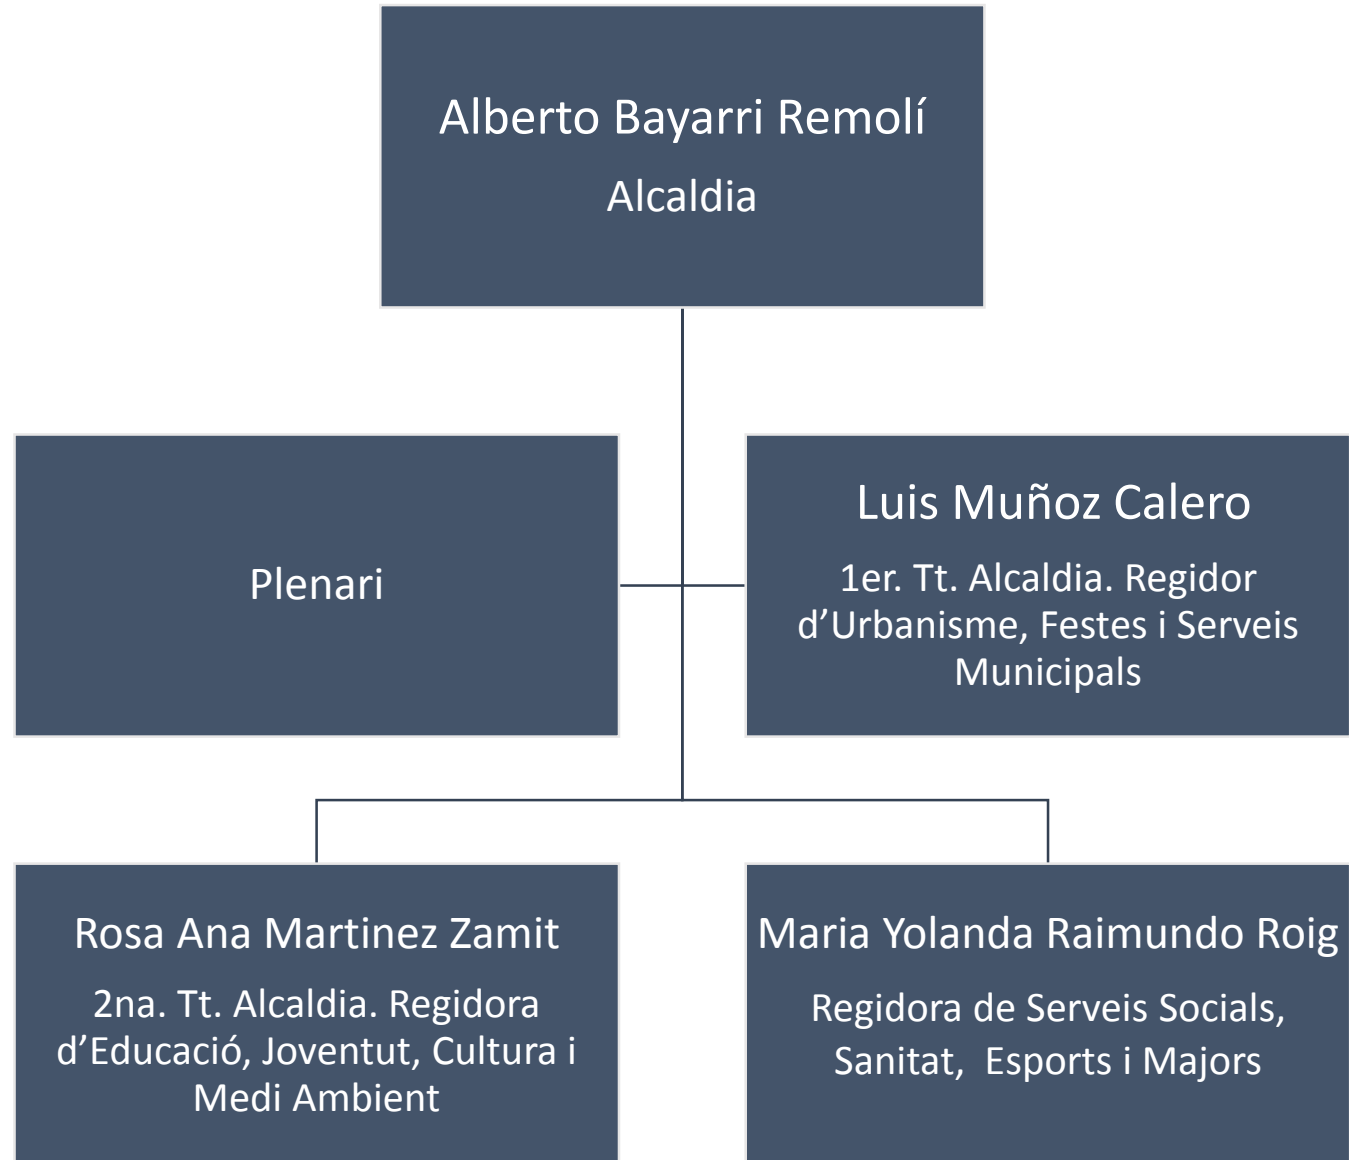 Alberto Bayarri Remolí
Alcaldia
Plenari
Luis Muñoz Calero
1er. Tt. Alcaldia. Regidor
d’Urbanisme, Festes i Serveis
Municipals
Rosa Ana Martinez Zamit
2na. Tt. Alcaldia. Regidora
d’Educació, Joventut, Cultura i
Medi Ambient
Maria Yolanda Raimundo Roig
Regidora de Serveis Socials,
Sanitat,  Esports i Majors